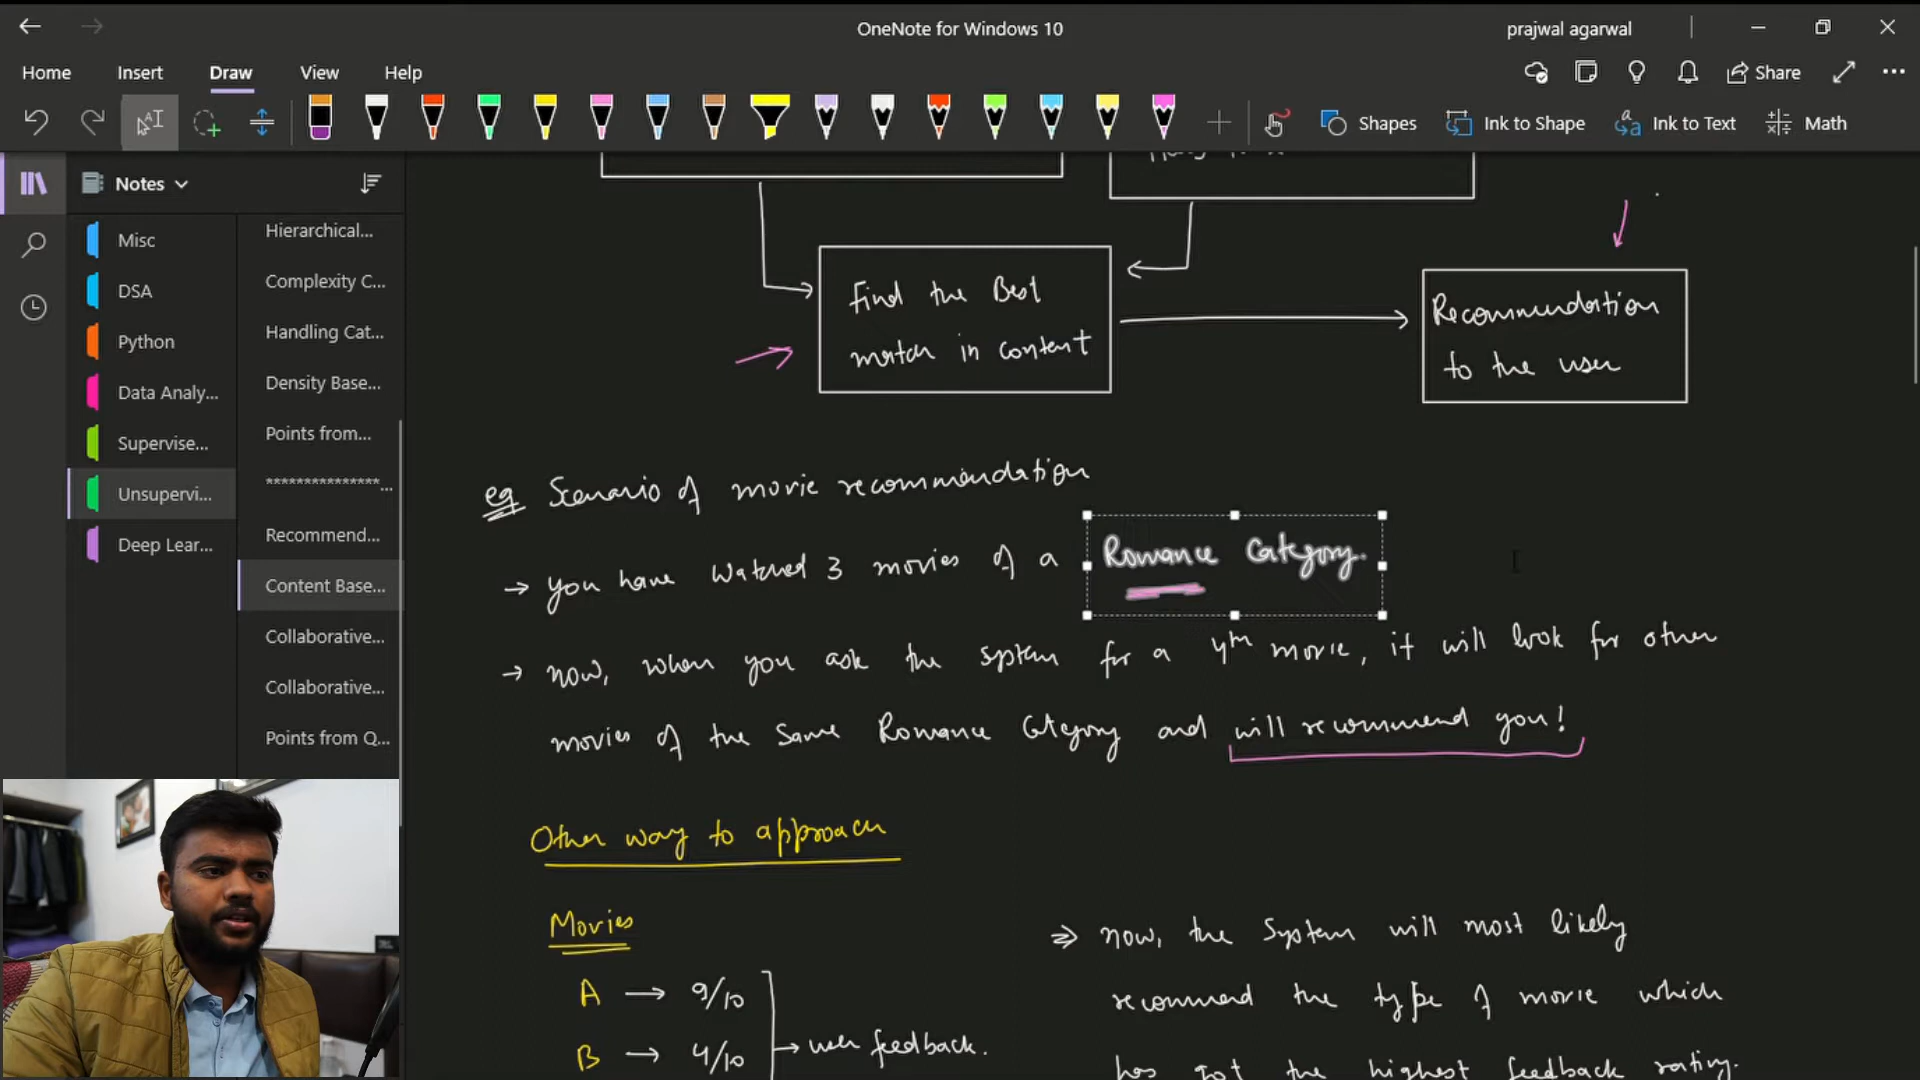 OneNote for Windows 10
prajwal agarwal
Home Insert Draw View Help
Share
Shapes Ink to Shape Ink to Text Math
Notes
Misc
DSA
Python
Data Analy...
Supervise...
Unsupervi...
Deep Lear...
Hierarchical...
Complexity C...
Handling Cat...
Density Base...
Points from...
***************...
Recommend...
Content Base...
Collaborative...
Collaborative...
Points from Q...
Find the Best
match in content
Recommendation
to the user
eg Scenario of movie recommendation
→ you have watched 3 movies of a Romance Category.
→ now, when you ask the system for a 4th movie, it will look for other
movies of the same Romance Category and will recommend you!
Other way to approach
Movies
A → 9/10
B → 4/10
→ user feedback.
⇒ now, the system will most likely
recommend the type of movie which
has got the highest feedback rating.